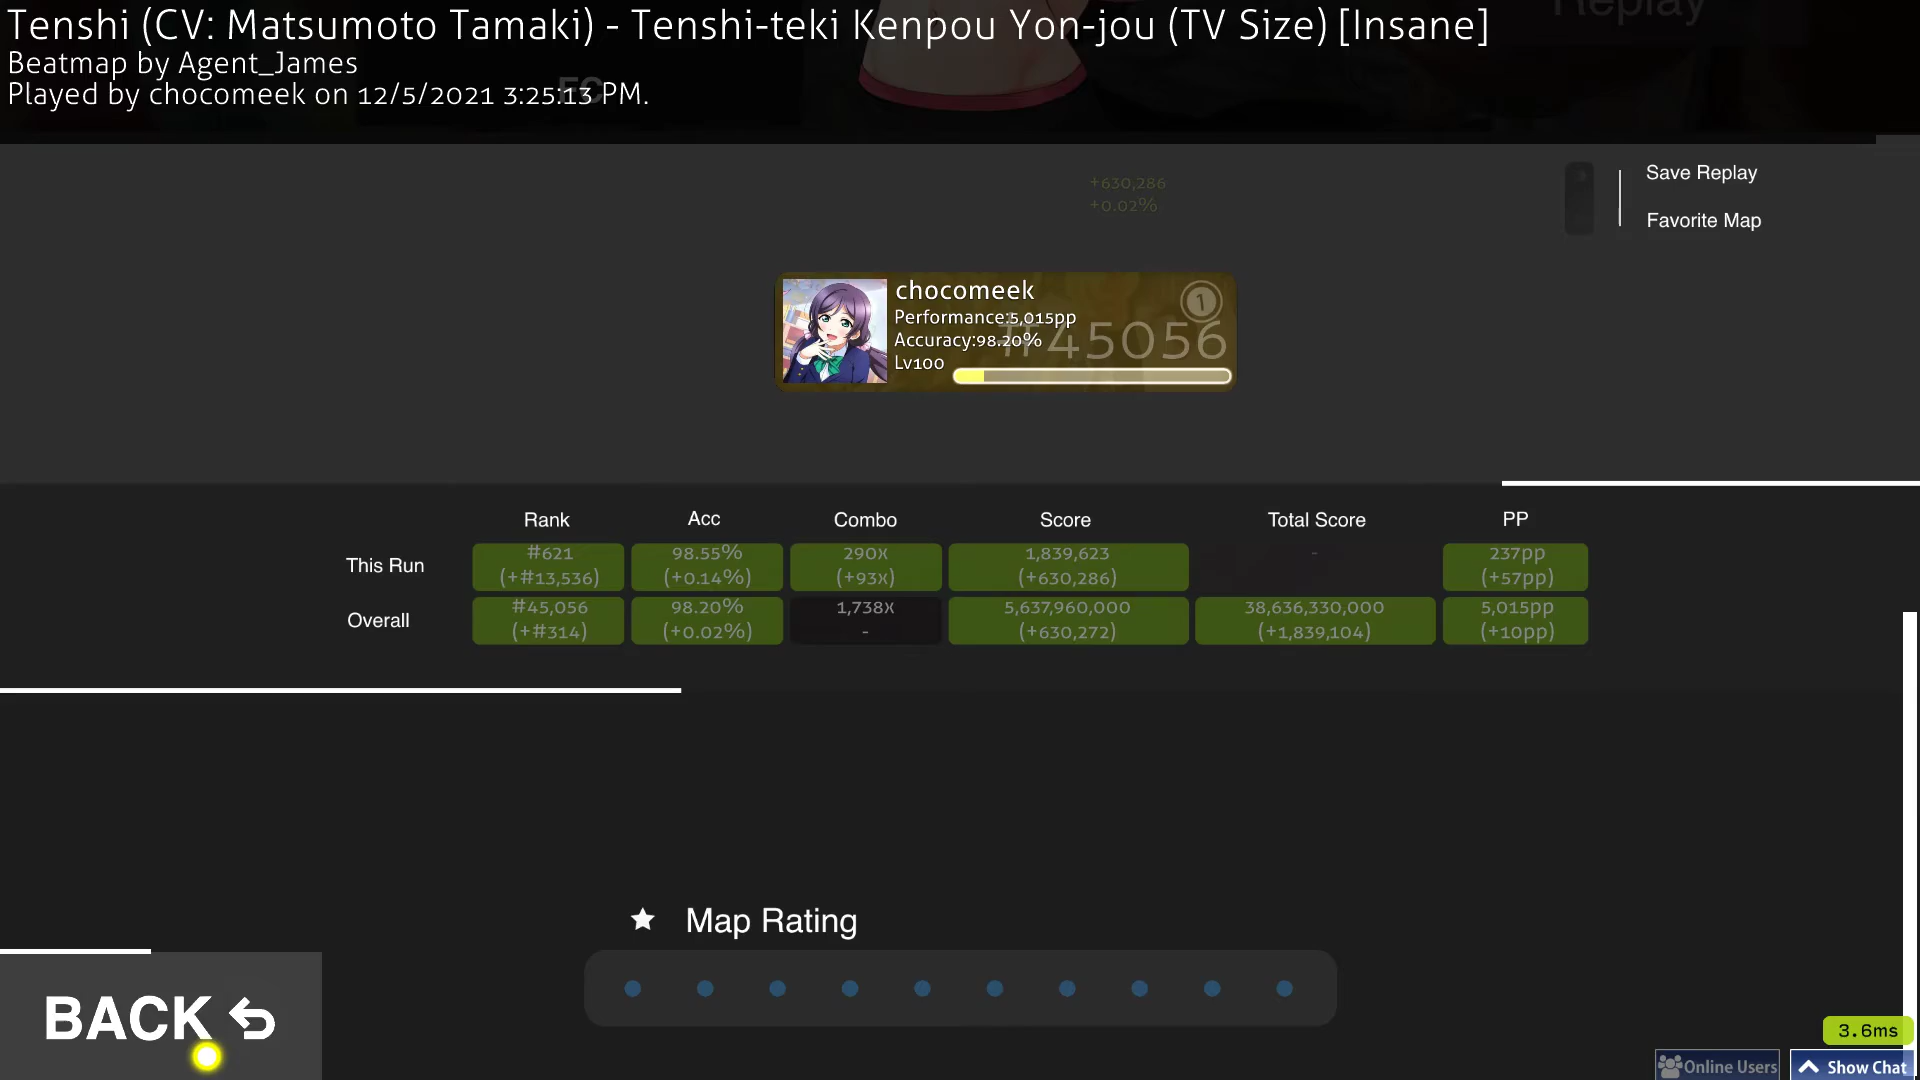 Replay
Tenshi (CV: Matsumoto Tamaki) - Tenshi-teki Kenpou Yon-jou (TV Size) [Insane]
Beatmap by Agent_James
FC
Played by chocomeek on 12/5/2021 3:25:13 PM.
+630,286
+0.02%
Save Replay
Favorite Map
chocomeek
1
Performance:5,015pp
#45056
Accuracy:98.20%
Lv100
Rank Acc Combo Score Total Score PP
This Run
#621 98.55% 290x 1,839,623 - 237pp
(+#13,536) (+0.14%) (+93x) (+630,286) (+57pp)
Overall
#45,056 98.20% 1,738x 5,637,960,000 38,636,330,000 5,015pp
(+#314) (+0.02%) - (+630,272) (+1,839,104) (+10pp)
Map Rating
BACK
3.6ms
Online Users
Show Chat